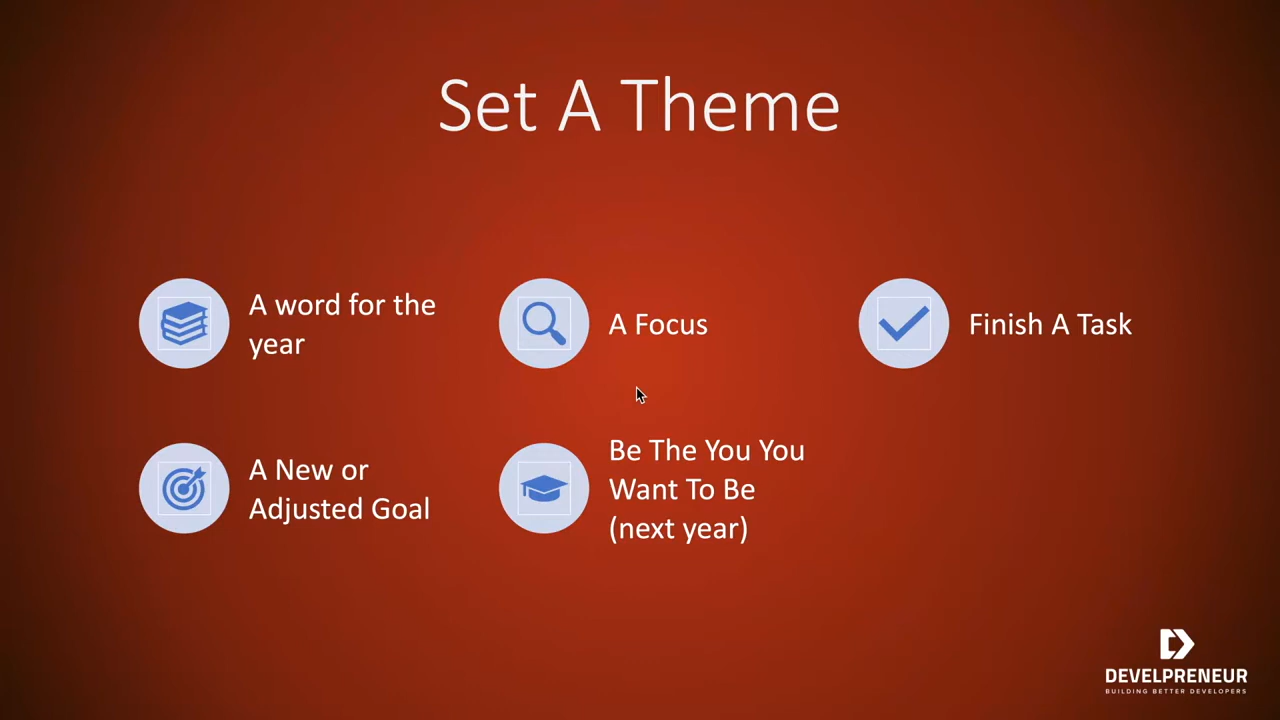 Set A Theme
A word for the
year
A Focus
Finish A Task
A New or
Adjusted Goal
Be The You You
Want To Be
(next year)
DEVELPRENEUR
BUILDING BETTER DEVELOPERS